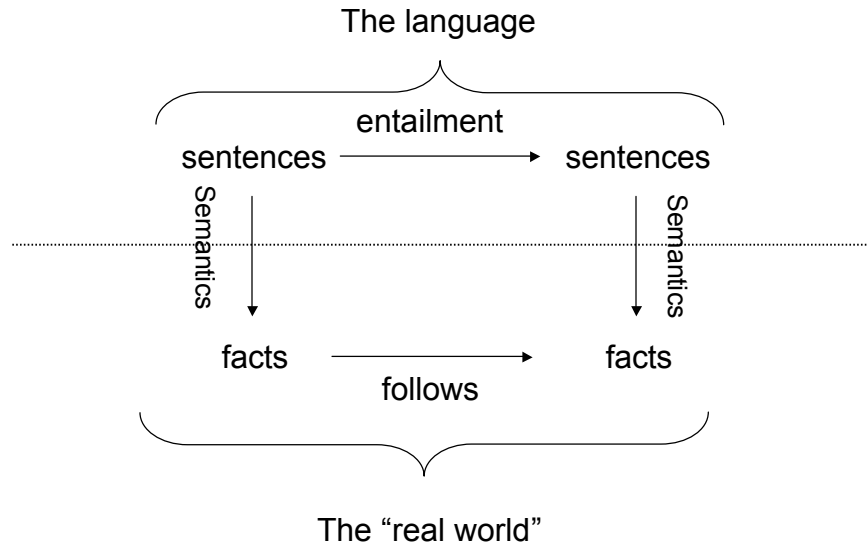 The language
entailment
sentences sentences
Semantics Semantics
facts facts
follows
The “real world”